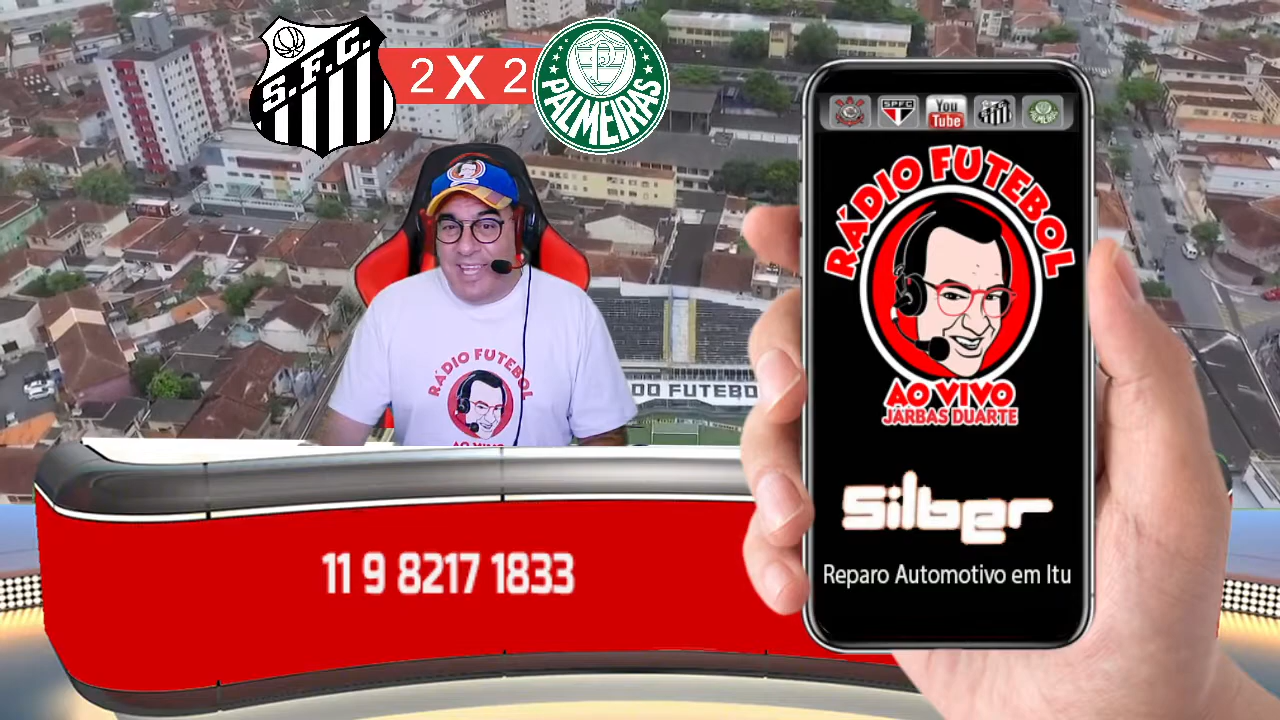 S.F.C.
2 X 2
P
PALMEIRAS
SPFC
You
Tube
RÁDIO FUTEBOL
AO VIVO
JARBAS DUARTE
RÁDIO FUTEBOL
AO VIVO
DO FUTEBO
11 9 8217 1833
Silber
Reparo Automotivo em Itu